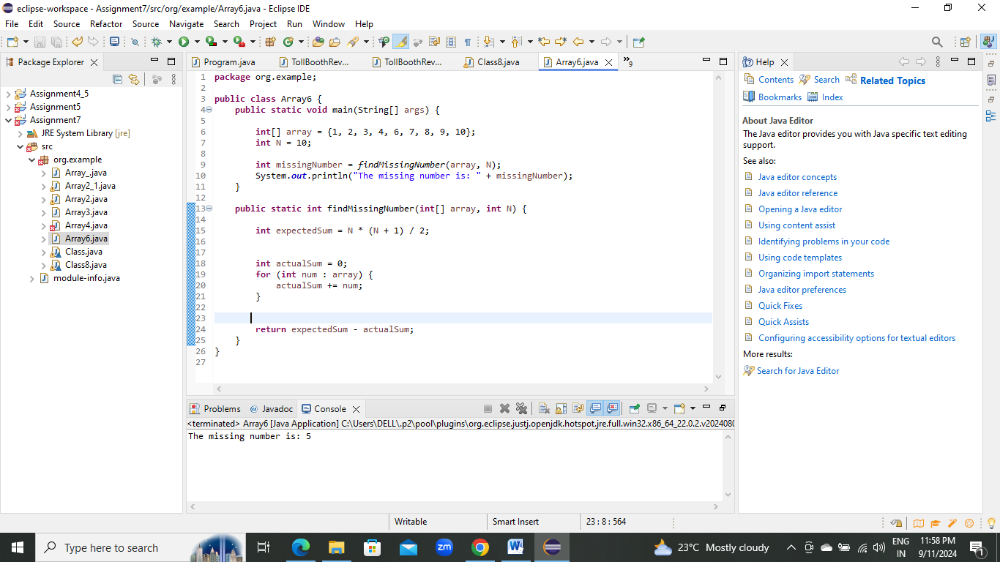 eclipse-workspace - Assignment7/src/org/example/Array6.java - Eclipse IDE
File Edit Source Refactor Source Navigate Search Project Run Window Help
Package Explorer
Assignment4_5
Assignment5
Assignment7
JRE System Library [jre]
src
org.example
Array_.java
Array2_1.java
Array2.java
Array3.java
Array4.java
Array6.java
Class.java
Class8.java
module-info.java
Program.java TollBoothRev... TollBoothRev... Class8.java Array6.java »9
1 package org.example;
2
3 public class Array6 {
4 public static void main(String[] args) {
5
6 int[] array = {1, 2, 3, 4, 6, 7, 8, 9, 10};
7 int N = 10;
8
9 int missingNumber = findMissingNumber(array, N);
10 System.out.println("The missing number is: " + missingNumber);
11 }
12
13 public static int findMissingNumber(int[] array, int N) {
14
15 int expectedSum = N * (N + 1) / 2;
16
17
18 int actualSum = 0;
19 for (int num : array) {
20 actualSum += num;
21 }
22
23
24 return expectedSum - actualSum;
25 }
26 }
27
Problems @ Javadoc Console
<terminated> Array6 [Java Application] C:\Users\DELL\.p2\pool\plugins\org.eclipse.justj.openjdk.hotspot.jre.full.win32.x86_64_22.0.2.v2024080
The missing number is: 5
Help
Contents Search Related Topics
Bookmarks Index
About Java Editor
The Java editor provides you with Java specific text editing
support.
See also:
Java editor concepts
Java editor reference
Opening a Java editor
Using content assist
Identifying problems in your code
Using code templates
Organizing import statements
Java editor preferences
Quick Fixes
Quick Assists
Configuring accessibility options for textual editors
More results:
Search for Java Editor
Writable Smart Insert 23 : 8 : 564
Type here to search
zm
W
23°C Mostly cloudy
ENG
IN
11:58 PM
9/11/2024
1